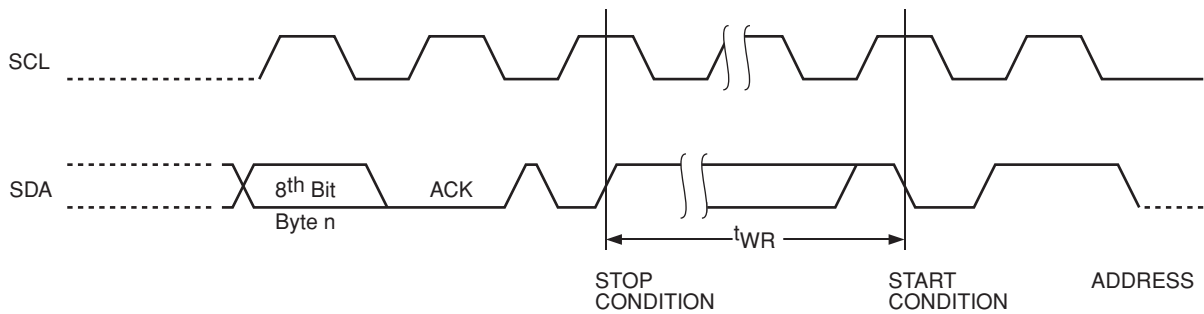 SCL
SDA
8th Bit
ACK
Byte n
tWR
STOP
CONDITION
START
CONDITION
ADDRESS